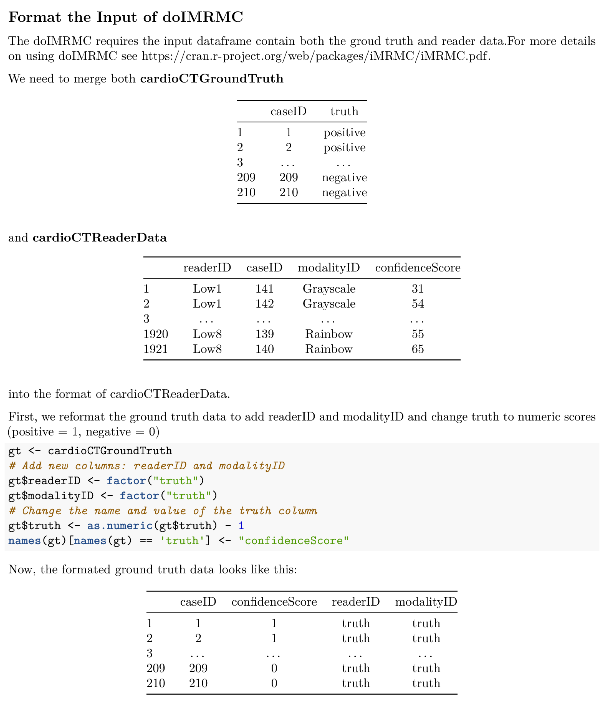 Format the Input of doIMRMC
The doIMRMC requires the input dataframe contain both the groud truth and reader data.For more details
on using doIMRMC see https://cran.r-project.org/web/packages/iMRMC/iMRMC.pdf.
We need to merge both cardioCTGroundTruth
caseID truth
1 1 positive
2 2 positive
3 ... ...
209 209 negative
210 210 negative
and cardioCTReaderData
readerID caseID modalityID confidenceScore
1 Low1 141 Grayscale 31
2 Low1 142 Grayscale 54
3 ... ... ... ...
1920 Low8 139 Rainbow 55
1921 Low8 140 Rainbow 65
into the format of cardioCTReaderData.
First, we reformat the ground truth data to add readerID and modalityID and change truth to numeric scores
(positive = 1, negative = 0)
gt <- cardioCTGroundTruth
# Add new columns: readerID and modalityID
gt$readerID <- factor("truth")
gt$modalityID <- factor("truth")
# Change the name and value of the truth column
gt$truth <- as.numeric(gt$truth) - 1
names(gt)[names(gt) == 'truth'] <- "confidenceScore"
Now, the formated ground truth data looks like this:
caseID confidenceScore readerID modalityID
1 1 1 truth truth
2 2 1 truth truth
3 ... ... ... ...
209 209 0 truth truth
210 210 0 truth truth